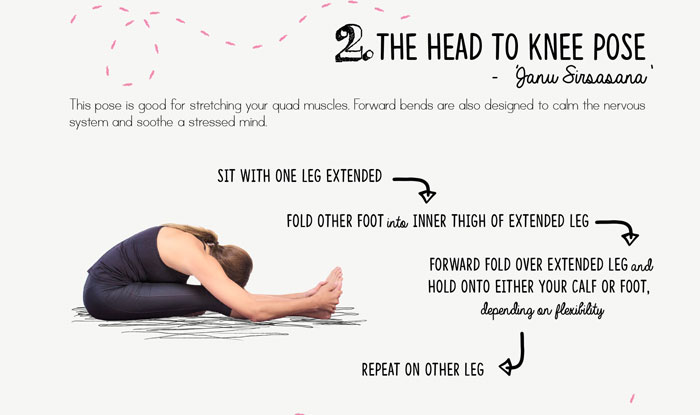 2. THE HEAD TO KNEE POSE
- 'Janu Sirsasana'
This pose is good for stretching your quad muscles. Forward bends are also designed to calm the nervous
system and soothe a stressed mind.
SIT WITH ONE LEG EXTENDED
FOLD OTHER FOOT into INNER THIGH OF EXTENDED LEG
FORWARD FOLD OVER EXTENDED LEG and
HOLD ONTO EITHER YOUR CALF OR FOOT,
depending on flexibility
REPEAT ON OTHER LEG